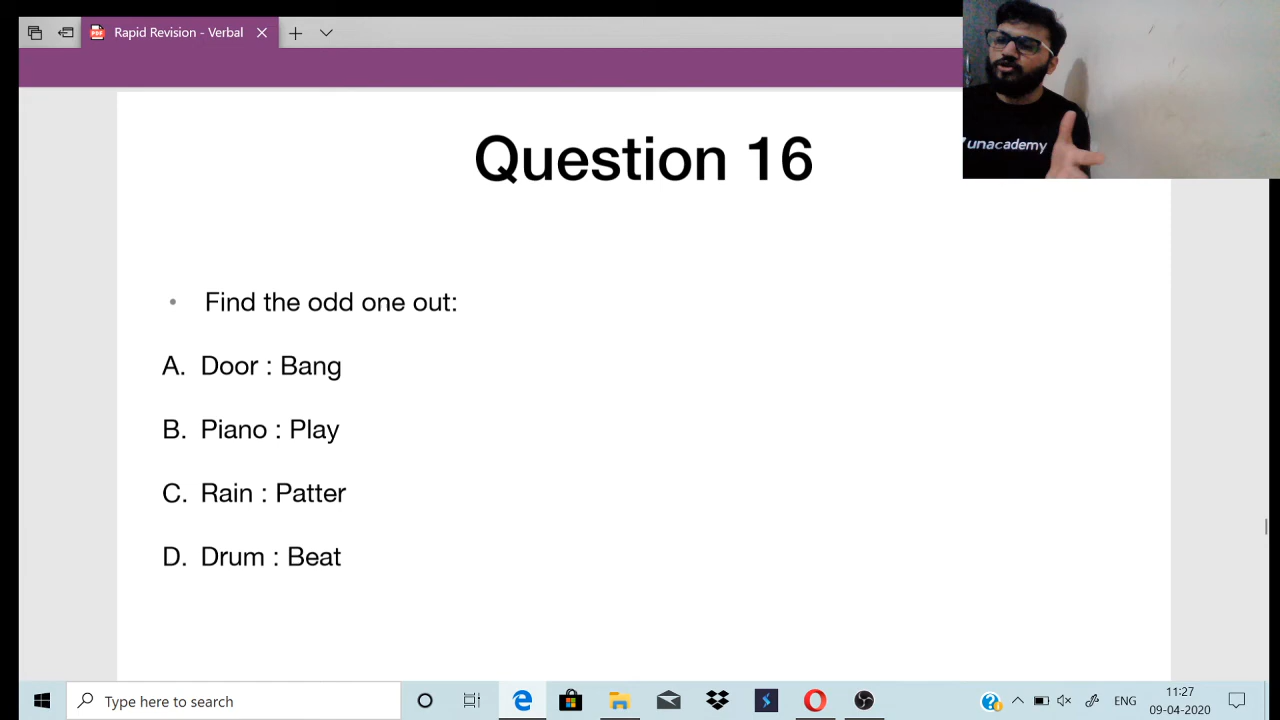 Rapid Revision - Verbal
unacademy
Question 16
• Find the odd one out:
A. Door : Bang
B. Piano : Play
C. Rain : Patter
D. Drum : Beat
Type here to search
ENG
11:27
09-04-2020